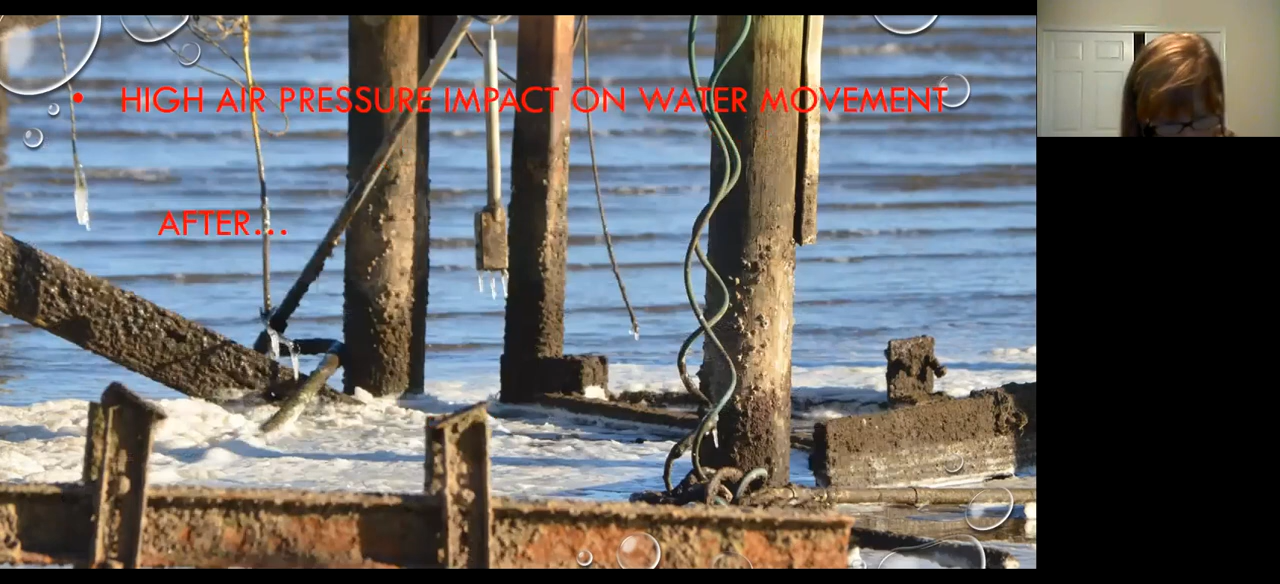 • HIGH AIR PRESSURE IMPACT ON WATER MOVEMENT
AFTER...